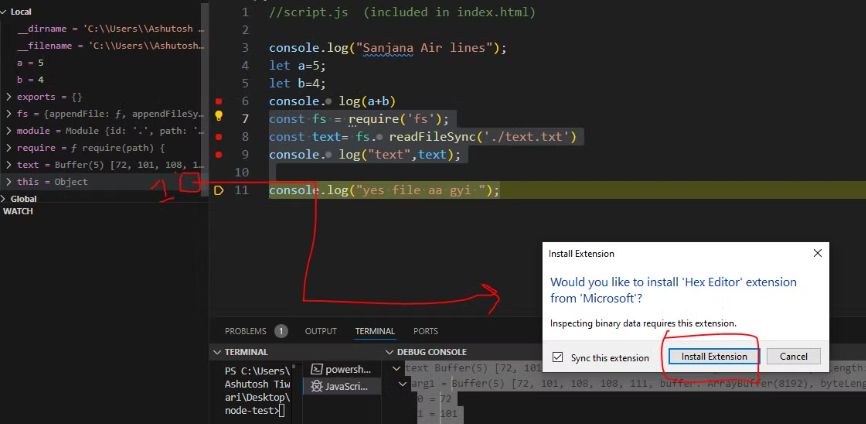 Local
__dirname = 'C:\\Users\\Ashutosh
__filename = 'C:\\Users\\Ashutos
a = 5
b = 4
exports = {}
fs = {appendFile: ƒ, appendFileSy
module = Module {id: '.', path: '
require = ƒ require(path) {
text = Buffer(5) [72, 101, 108, 1
this = Object
1
Global
WATCH
1 //script.js (included in index.html)
2
3 console.log("Sanjana Air lines");
4 let a=5;
5 let b=4;
6 console. log(a+b)
7 const fs = require('fs');
8 const text= fs. readFileSync('./text.txt')
9 console. log("text",text);
10
11 console.log("yes file aa gyi ");
Install Extension
Would you like to install 'Hex Editor' extension
from 'Microsoft'?
Inspecting binary data requires this extension.
Sync this extension
Install Extension
Cancel
PROBLEMS 1 OUTPUT TERMINAL PORTS
TERMINAL
PS C:\Users\
Ashutosh Tiw
ari\Desktop\
node-test>
powersh...
JavaScri...
DEBUG CONSOLE
text Buffer(5) [72, 101
arg1 = Buffer(5) [72, 101, 108, 108, 111, buffer: ArrayBuffer(8192), byteLeng
0 = 72
1 = 101